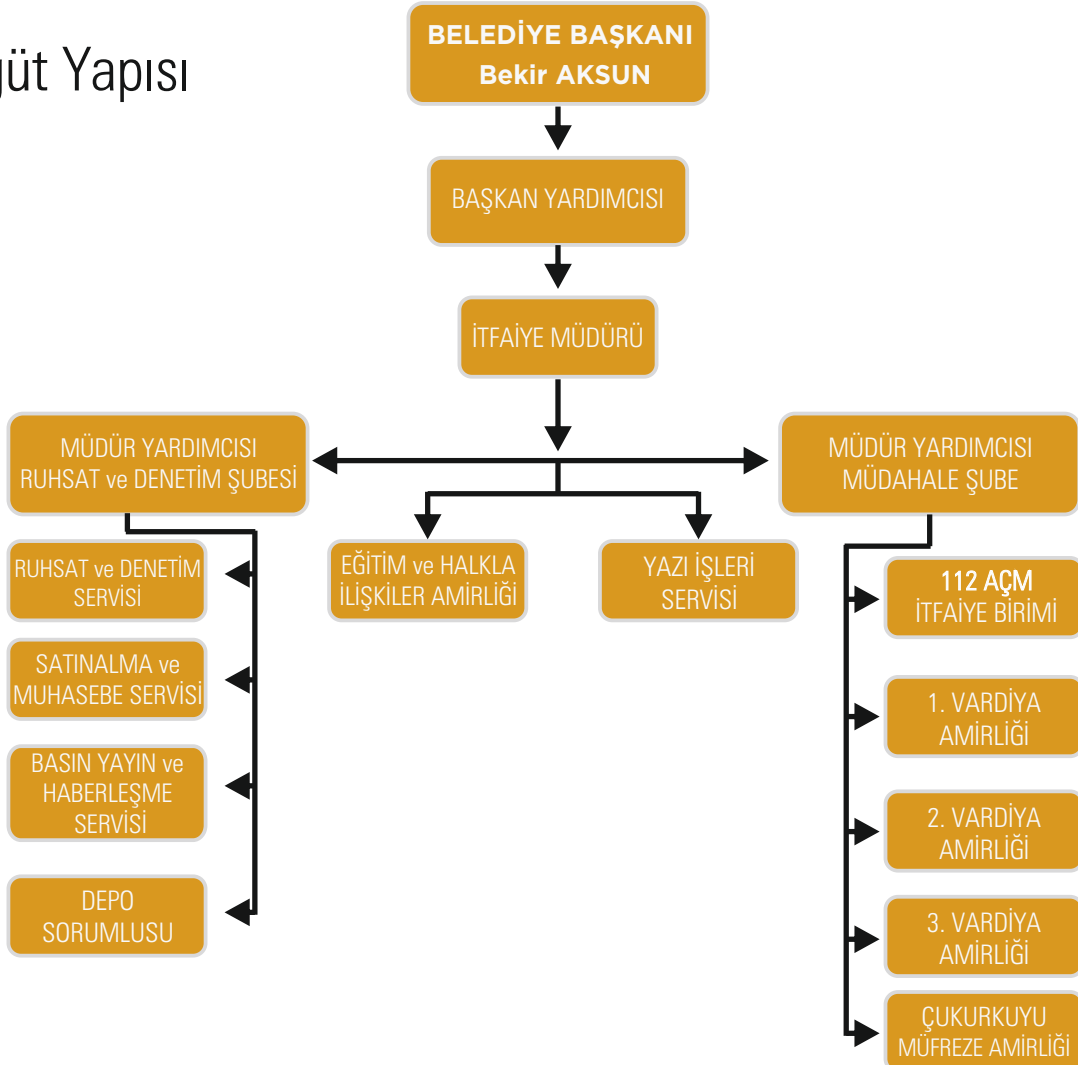 güt Yapısı
BELEDİYE BAŞKANI
Bekir AKSUN
BAŞKAN YARDIMCISI
İTFAİYE MÜDÜRÜ
MÜDÜR YARDIMCISI
RUHSAT ve DENETİM ŞUBESİ
MÜDÜR YARDIMCISI
MÜDAHALE ŞUBE
RUHSAT ve DENETİM
SERVİSİ
SATINALMA ve
MUHASEBE SERVİSİ
BASIN YAYIN ve
HABERLEŞME
SERVİSİ
DEPO
SORUMLUSU
EĞİTİM ve HALKLA
İLİŞKİLER AMİRLİĞİ
YAZI İŞLERİ
SERVİSİ
112 AÇM
İTFAİYE BİRİMİ
1. VARDİYA
AMİRLİĞİ
2. VARDİYA
AMİRLİĞİ
3. VARDİYA
AMİRLİĞİ
ÇUKURKUYU
MÜFREZE AMİRLİĞİ